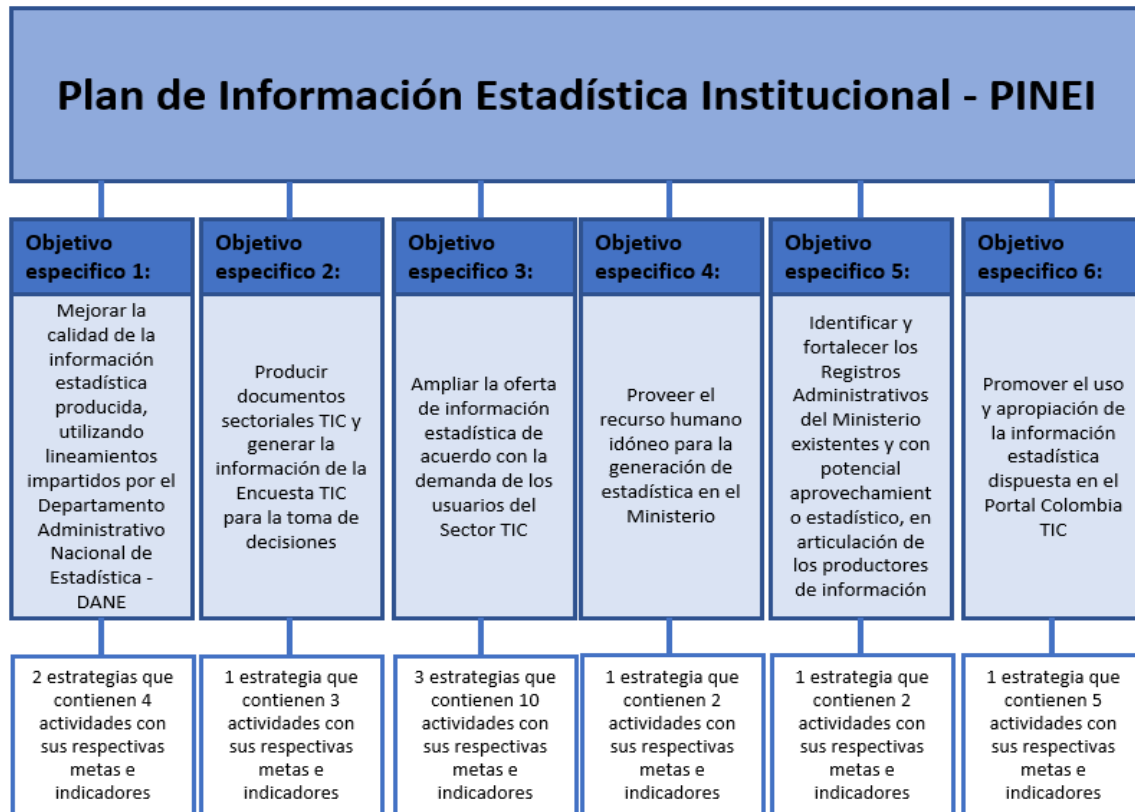 Plan de Información Estadística Institucional - PINEI
Objetivo
especifico 1:
Mejorar la
calidad de la
información
estadística
producida,
utilizando
lineamientos
impartidos por el
Departamento
Administrativo
Nacional de
Estadística -
DANE
2 estrategias que
contienen 4
actividades con
sus respectivas
metas e
indicadores
Objetivo
especifico 2:
Producir
documentos
sectoriales TIC y
generar la
información de la
Encuesta TIC
para la toma de
decisiones
1 estrategia que
contienen 3
actividades con
sus respectivas
metas e
indicadores
Objetivo
especifico 3:
Ampliar la oferta
de información
estadística de
acuerdo con la
demanda de los
usuarios del
Sector TIC
3 estrategias que
contienen 10
actividades con
sus respectivas
metas e
indicadores
Objetivo
especifico 4:
Proveer el
recurso humano
idóneo para la
generación de
estadística en el
Ministerio
1 estrategia que
contienen 2
actividades con
sus respectivas
metas e
indicadores
Objetivo
especifico 5:
Identificar y
fortalecer los
Registros
Administrativos
del Ministerio
existentes y con
potencial
aprovechamient
o estadístico, en
articulación de
los productores
de información
1 estrategia que
contienen 2
actividades con
sus respectivas
metas e
indicadores
Objetivo
especifico 6:
Promover el uso
y apropiación de
la información
estadística
dispuesta en el
Portal Colombia
TIC
1 estrategia que
contienen 5
actividades con
sus respectivas
metas e
indicadores